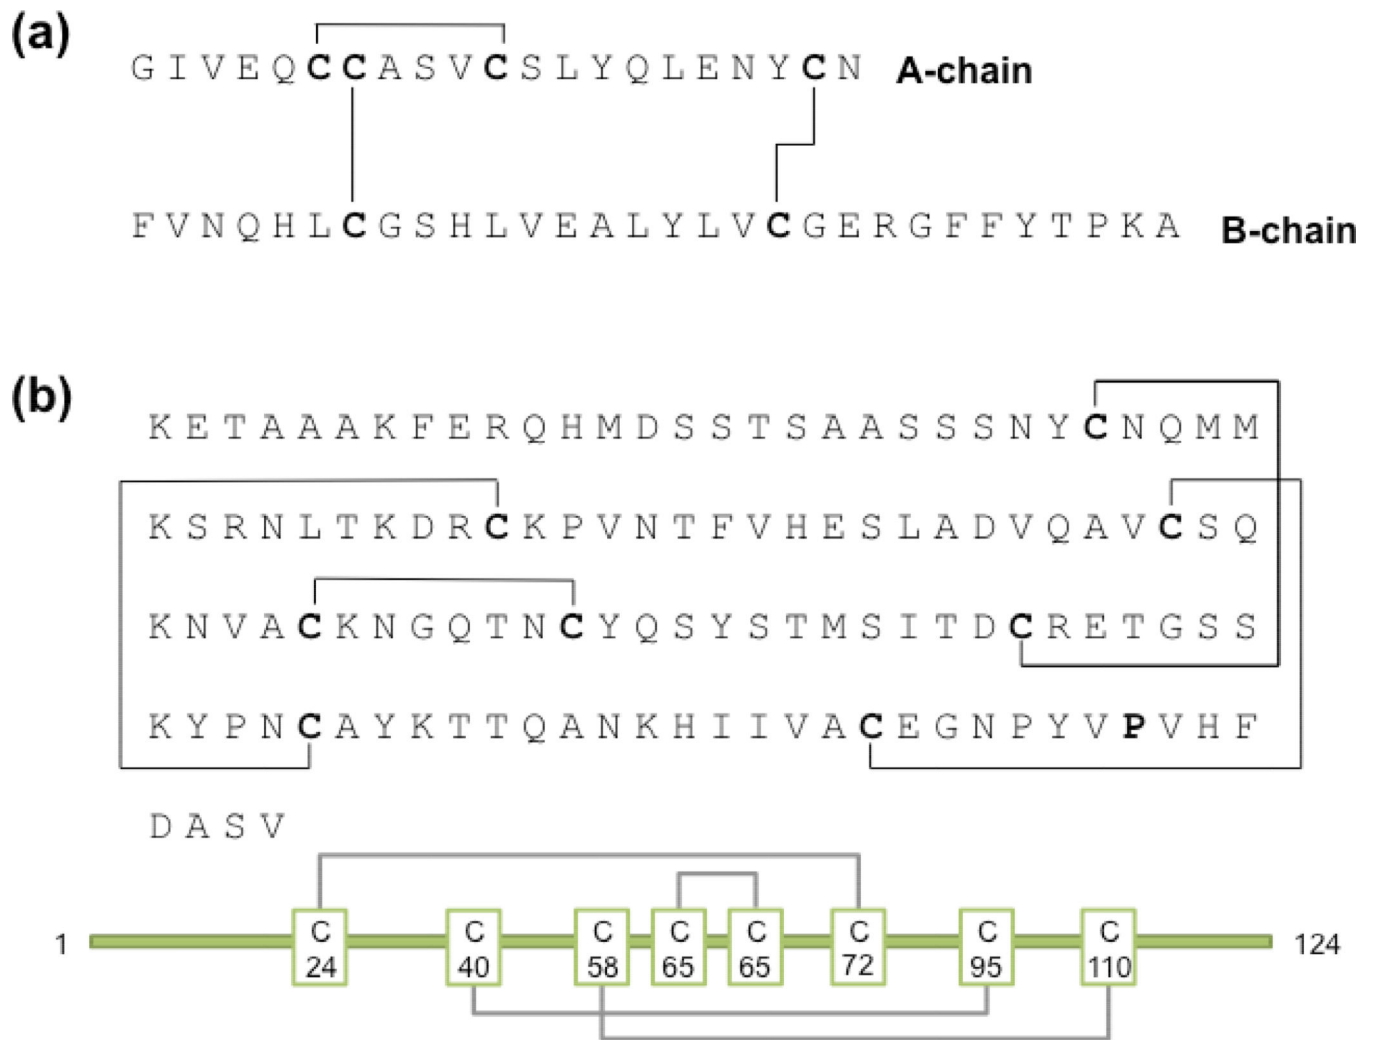 (a)
G I V E Q C C A S V C S L Y Q L E N Y C N A-chain
F V N Q H L C G S H L V E A L Y L V C G E R G F F Y T P K A B-chain
(b)
K E T A A A K F E R Q H M D S S T S A A S S S N Y C N Q M M
K S R N L T K D R C K P V N T F V H E S L A D V Q A V C S Q
K N V A C K N G Q T N C Y Q S Y S T M S I T D C R E T G S S
K Y P N C A Y K T T Q A N K H I I V A C E G N P Y V P V H F
D A S V
C C C C C C C C
1 24 40 58 65 65 72 95 110 124